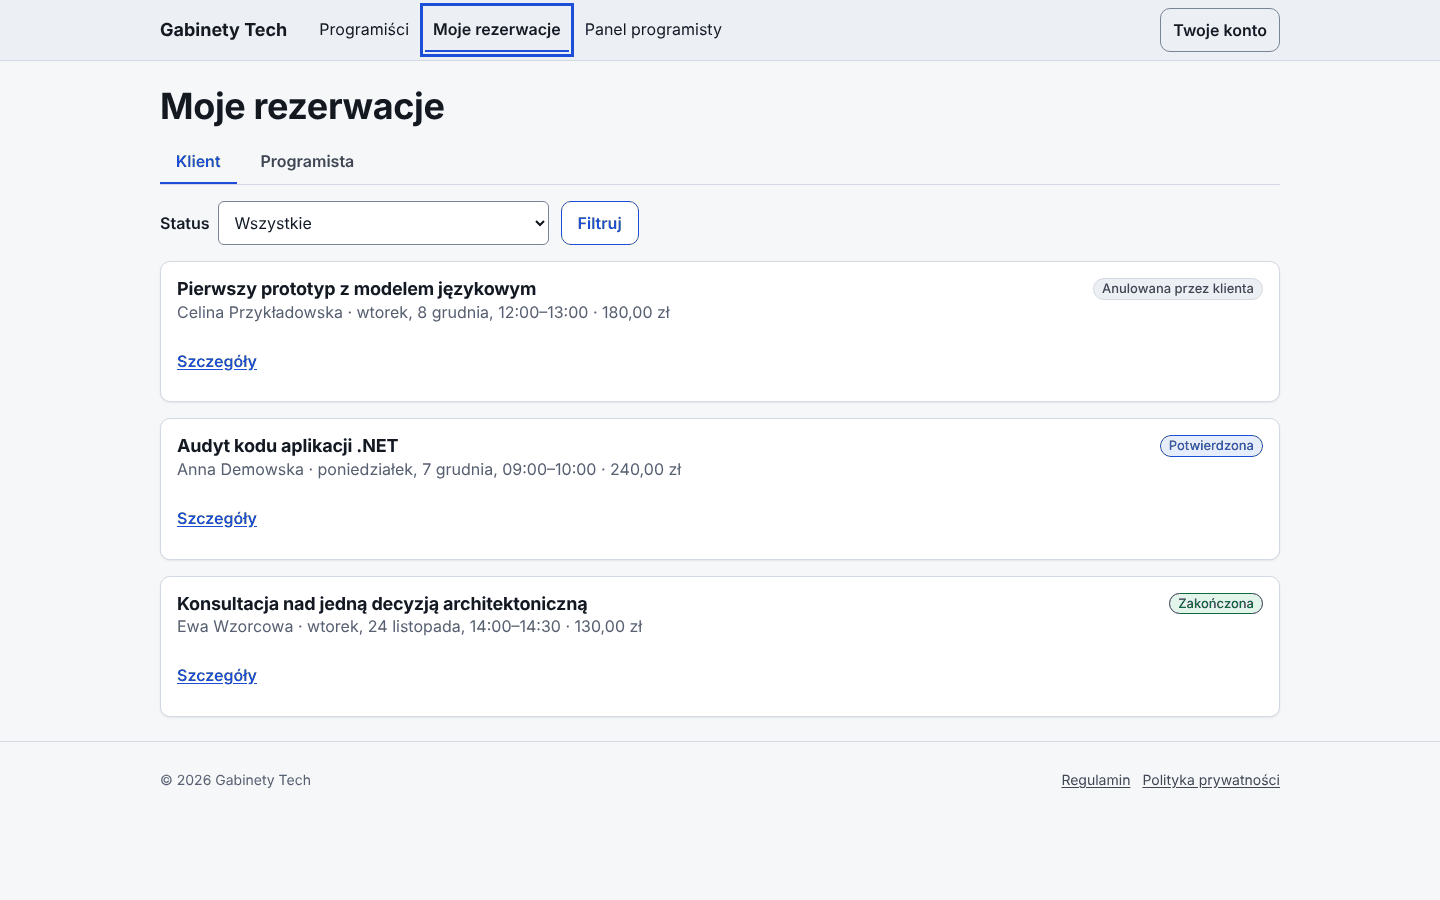 Gabinety Tech
Programiści
Moje rezerwacje
Panel programisty
Twoje konto
Moje rezerwacje
Klient
Programista
Status
Wszystkie
Filtruj
Pierwszy prototyp z modelem językowym
Anulowana przez klienta
Celina Przykładowska · wtorek, 8 grudnia, 12:00–13:00 · 180,00 zł
Szczegóły
Audyt kodu aplikacji .NET
Potwierdzona
Anna Demowska · poniedziałek, 7 grudnia, 09:00–10:00 · 240,00 zł
Szczegóły
Konsultacja nad jedną decyzją architektoniczną
Zakończona
Ewa Wzorcowa · wtorek, 24 listopada, 14:00–14:30 · 130,00 zł
Szczegóły
© 2026 Gabinety Tech
Regulamin
Polityka prywatności